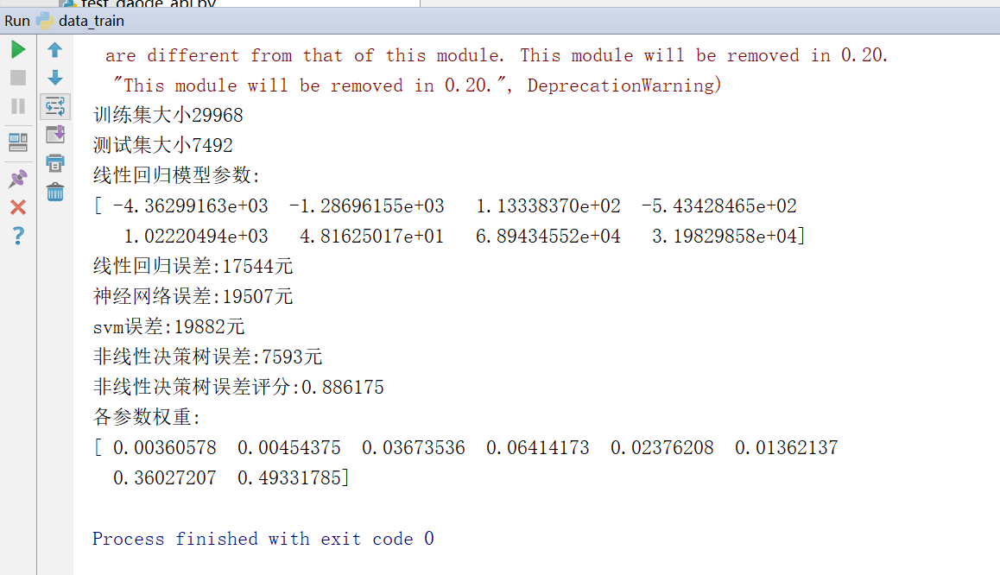 test_gaode_api.py
Run data_train
are different from that of this module. This module will be removed in 0.20.
"This module will be removed in 0.20.", DeprecationWarning)
训练集大小29968
测试集大小7492
线性回归模型参数:
[ -4.36299163e+03 -1.28696155e+03 1.13338370e+02 -5.43428465e+02
1.02220494e+03 4.81625017e+01 6.89434552e+04 3.19829858e+04]
线性回归误差:17544元
神经网络误差:19507元
svm误差:19882元
非线性决策树误差:7593元
非线性决策树误差评分:0.886175
各参数权重:
[ 0.00360578 0.00454375 0.03673536 0.06414173 0.02376208 0.01362137
0.36027207 0.49331785]
Process finished with exit code 0